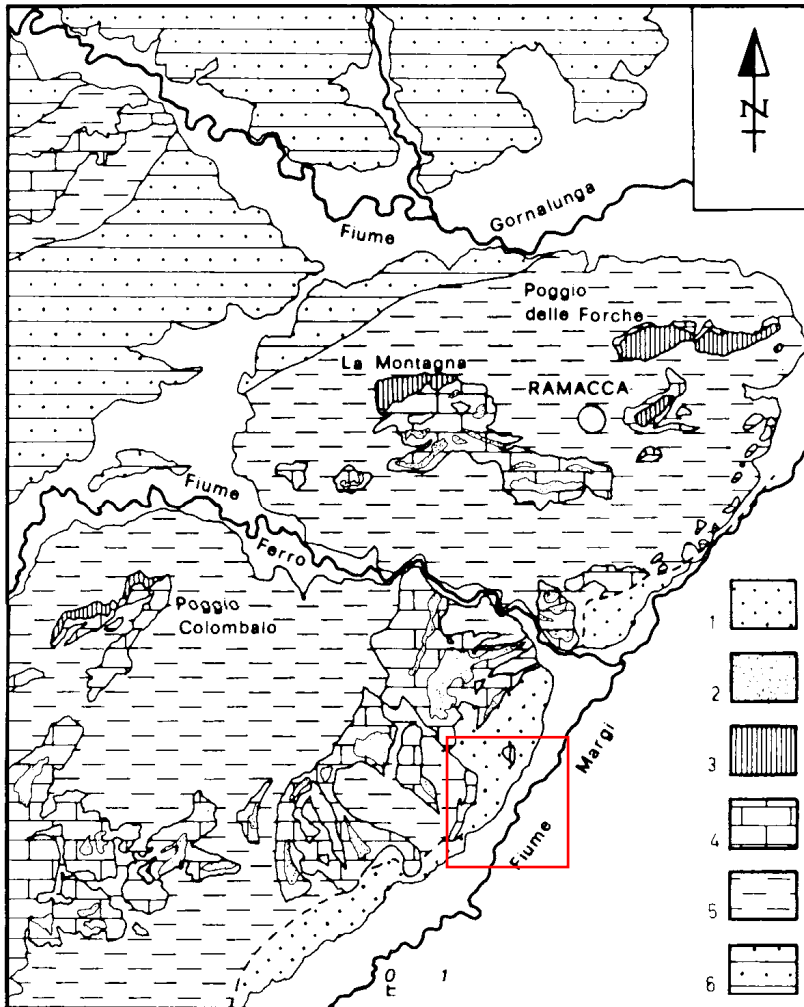 N
Gornalunga
Fiume
Poggio
delle Forche
La Montagna
RAMACCA
Fiume
Ferro
Poggio
Colombaio
Margi
Fiume
1
2
3
4
5
6
0 1